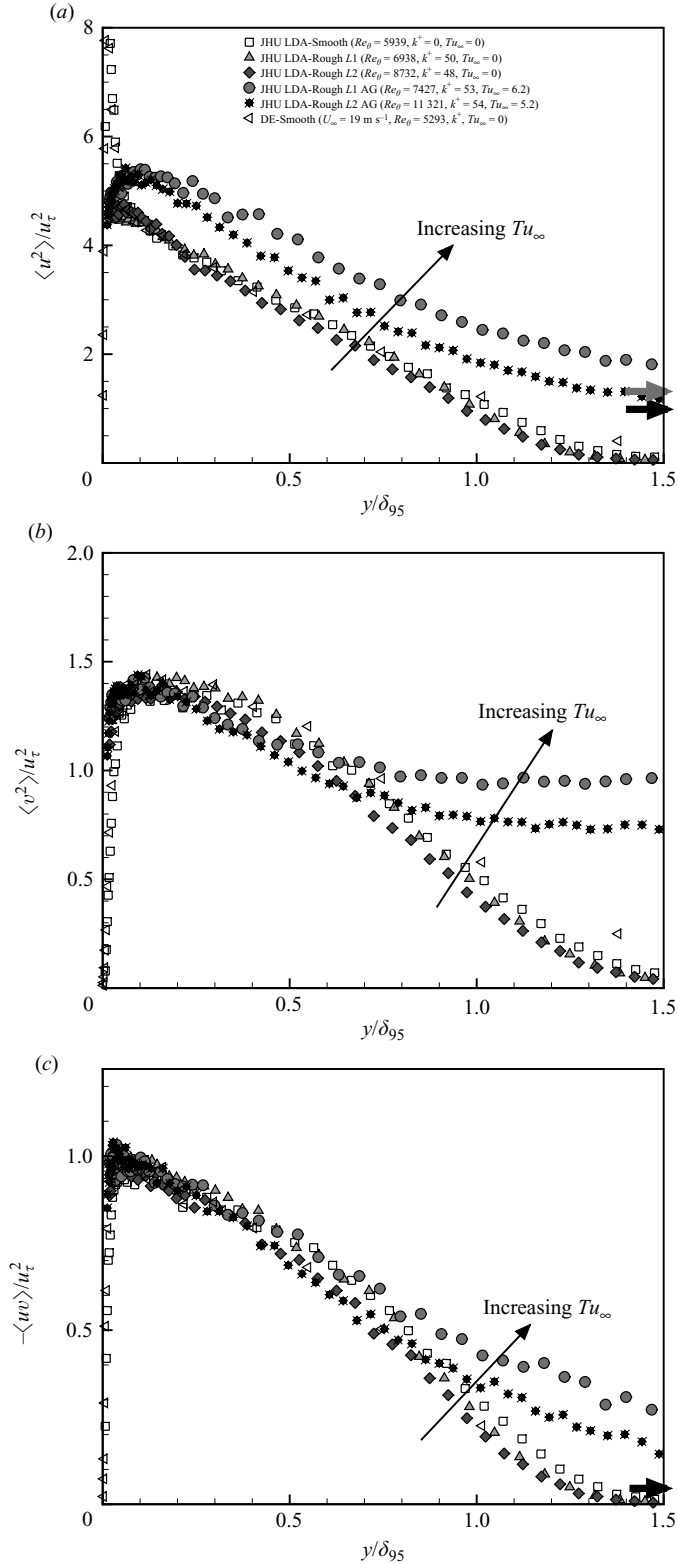 (a)
8
6
4
2
0
⟨u²⟩/u²τ
JHU LDA-Smooth (Reθ = 5939, k⁺ = 0, Tu∞ = 0)
JHU LDA-Rough L1 (Reθ = 6938, k⁺ = 50, Tu∞ = 0)
JHU LDA-Rough L2 (Reθ = 8732, k⁺ = 48, Tu∞ = 0)
JHU LDA-Rough L1 AG (Reθ = 7427, k⁺ = 53, Tu∞ = 6.2)
JHU LDA-Rough L2 AG (Reθ = 11 321, k⁺ = 54, Tu∞ = 5.2)
DE-Smooth (U∞ = 19 m s⁻¹, Reθ = 5293, k⁺, Tu∞ = 0)
Increasing Tu∞
0.5 1.0 1.5
y/δ95
(b)
2.0
1.5
1.0
0.5
0
⟨v²⟩/u²τ
Increasing Tu∞
0.5 1.0 1.5
y/δ95
(c)
1.0
0.5
0
–⟨uv⟩/u²τ
Increasing Tu∞
0.5 1.0 1.5
y/δ95